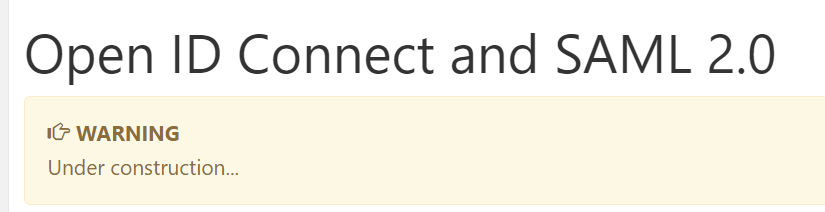 Open ID Connect and SAML 2.0
WARNING
Under construction...